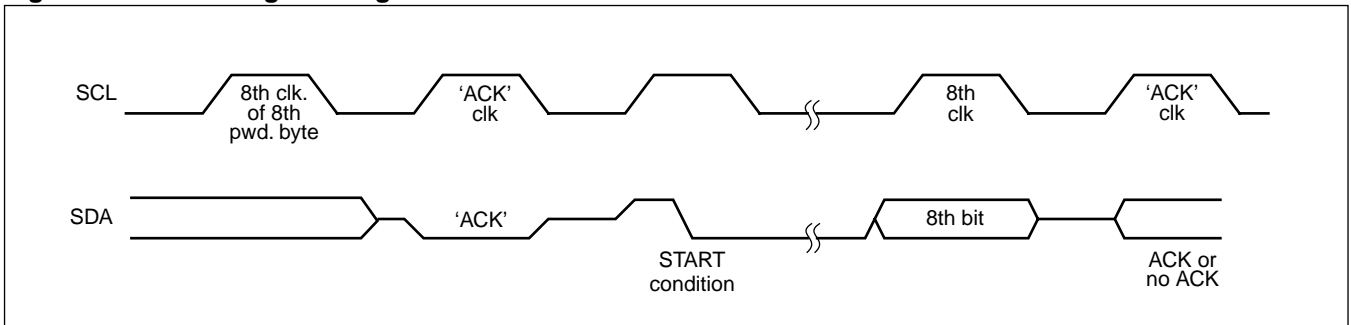 SCL
8th clk.
of 8th
pwd. byte
'ACK'
clk
8th
clk
'ACK'
clk
SDA
'ACK'
START
condition
8th bit
ACK or
no ACK